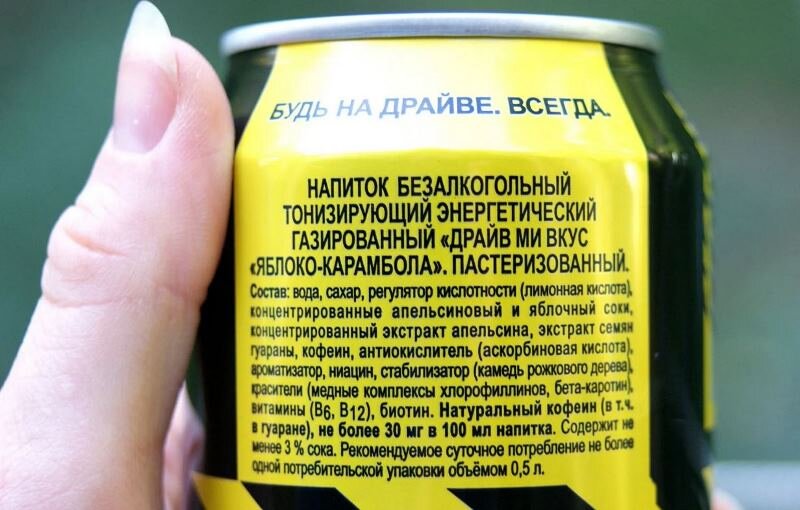 БУДЬ НА ДРАЙВЕ. ВСЕГДА.
НАПИТОК БЕЗАЛКОГОЛЬНЫЙ
ТОНИЗИРУЮЩИЙ ЭНЕРГЕТИЧЕСКИЙ
ГАЗИРОВАННЫЙ «ДРАЙВ МИ ВКУС
«ЯБЛОКО-КАРАМБОЛА». ПАСТЕРИЗОВАННЫЙ.
Состав: вода, сахар, регулятор кислотности (лимонная кислота),
концентрированные апельсиновый и яблочный соки,
концентрированный экстракт апельсина, экстракт семян
гуараны, кофеин, антиокислитель (аскорбиновая кислота),
ароматизатор, ниацин, стабилизатор (камедь рожкового дерева),
красители (медные комплексы хлорофиллинов, бета-каротин),
витамины (В6, В12), биотин. Натуральный кофеин (в т.ч.
в гуаране), не более 30 мг в 100 мл напитка. Содержит не
менее 3 % сока. Рекомендуемое суточное потребление не более
одной потребительской упаковки объёмом 0,5 л.